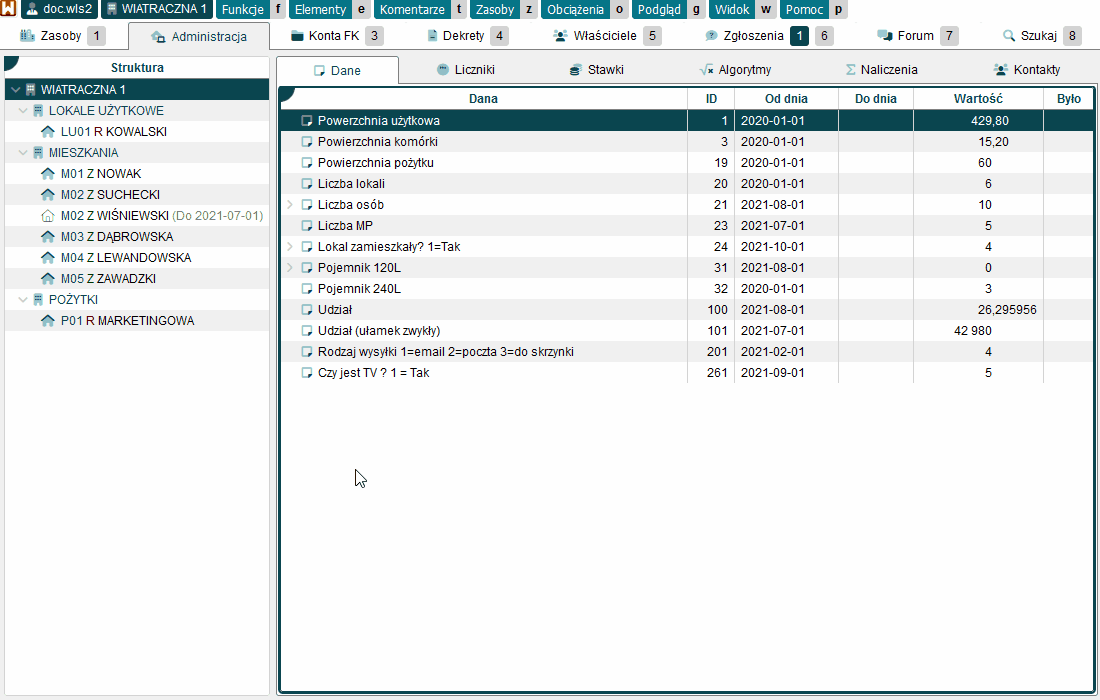 W doc.wls2 WIATRACZNA 1 Funkcje f Elementy e Komentarze t Zasoby z Obciążenia o Podgląd g Widok w Pomoc p
Zasoby 1 Administracja Konta FK 3 Dekrety 4 Właściciele 5 Zgłoszenia 1 6 Forum 7 Szukaj 8
Struktura
WIATRACZNA 1
LOKALE UŻYTKOWE
LU01 R KOWALSKI
MIESZKANIA
M01 Z NOWAK
M02 Z SUCHECKI
M02 Z WIŚNIEWSKI (Do 2021-07-01)
M03 Z DĄBROWSKA
M04 Z LEWANDOWSKA
M05 Z ZAWADZKI
POŻYTKI
P01 R MARKETINGOWA
Dane Liczniki Stawki Algorytmy Naliczenia Kontakty
Dana ID Od dnia Do dnia Wartość Było
Powerzchnia użytkowa 1 2020-01-01 429,80
Powierzchnia komórki 3 2020-01-01 15,20
Powierzchnia pożytku 19 2020-01-01 60
Liczba lokali 20 2020-01-01 6
Liczba osób 21 2021-08-01 10
Liczba MP 23 2021-07-01 5
Lokal zamieszkały? 1=Tak 24 2021-10-01 4
Pojemnik 120L 31 2021-08-01 0
Pojemnik 240L 32 2020-01-01 3
Udział 100 2021-08-01 26,295956
Udział (ułamek zwykły) 101 2021-07-01 42 980
Rodzaj wysyłki 1=email 2=poczta 3=do skrzynki 201 2021-02-01 4
Czy jest TV ? 1 = Tak 261 2021-09-01 5